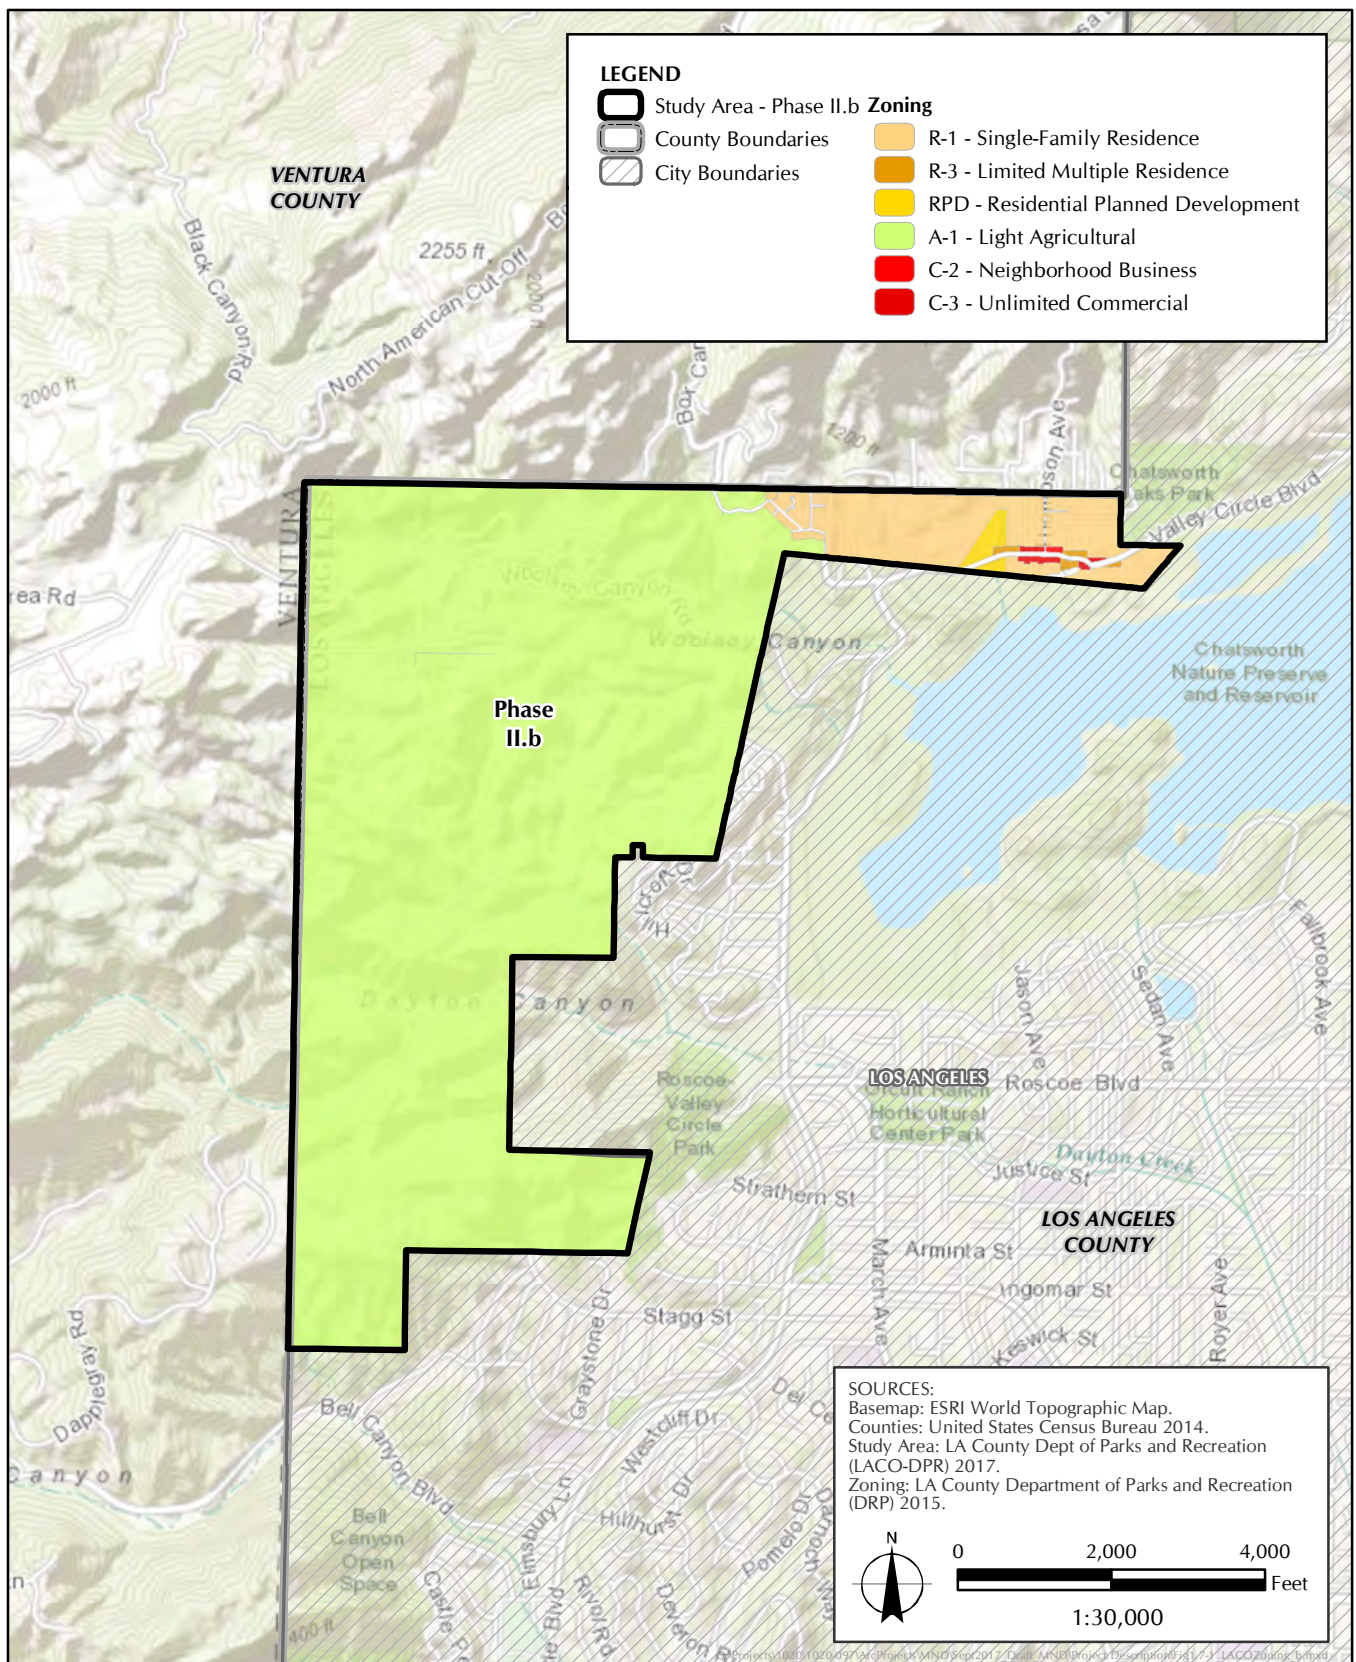 LEGEND
Study Area - Phase II.b
County Boundaries
City Boundaries
Zoning
R-1 - Single-Family Residence
R-3 - Limited Multiple Residence
RPD - Residential Planned Development
A-1 - Light Agricultural
C-2 - Neighborhood Business
C-3 - Unlimited Commercial
VENTURA
COUNTY
Black Canyon Rd
2255 ft
North American Cut-Off
2000 ft
2000 ft
1200 ft
Chatsworth
Valley Circle Blvd
VENTURA
LOS ANGELES
Woolsey Canyon Rd
Woolsey Canyon
Chatsworth
Nature Preserve
and Reservoir
Phase
II.b
Dayton Canyon
Fallbrook Ave
Jason Ave
Sedan Ave
Roscoe-
Valley
Circle
Park
LOS ANGELES
Roscoe Blvd
Orcutt Ranch
Horticultural
Center Park
Dayton Creek
Justice St
Strathern St
LOS ANGELES
COUNTY
March Ave
Arminta St
Stagg St
Keswick St
Royer Ave
Graystone Dr
Dapplegray Rd
Bell Canyon Blvd
Westcliff Dr
Canyon
Elmsbury Ln
Hillhurst Dr
Pomelo Dr
Bell
Canyon
Open
Space
Rivol Rd
SOURCES:
Basemap: ESRI World Topographic Map.
Counties: United States Census Bureau 2014.
Study Area: LA County Dept of Parks and Recreation
(LACO-DPR) 2017.
Zoning: LA County Department of Parks and Recreation
(DRP) 2015.
N
0 2,000 4,000
Feet
1:30,000